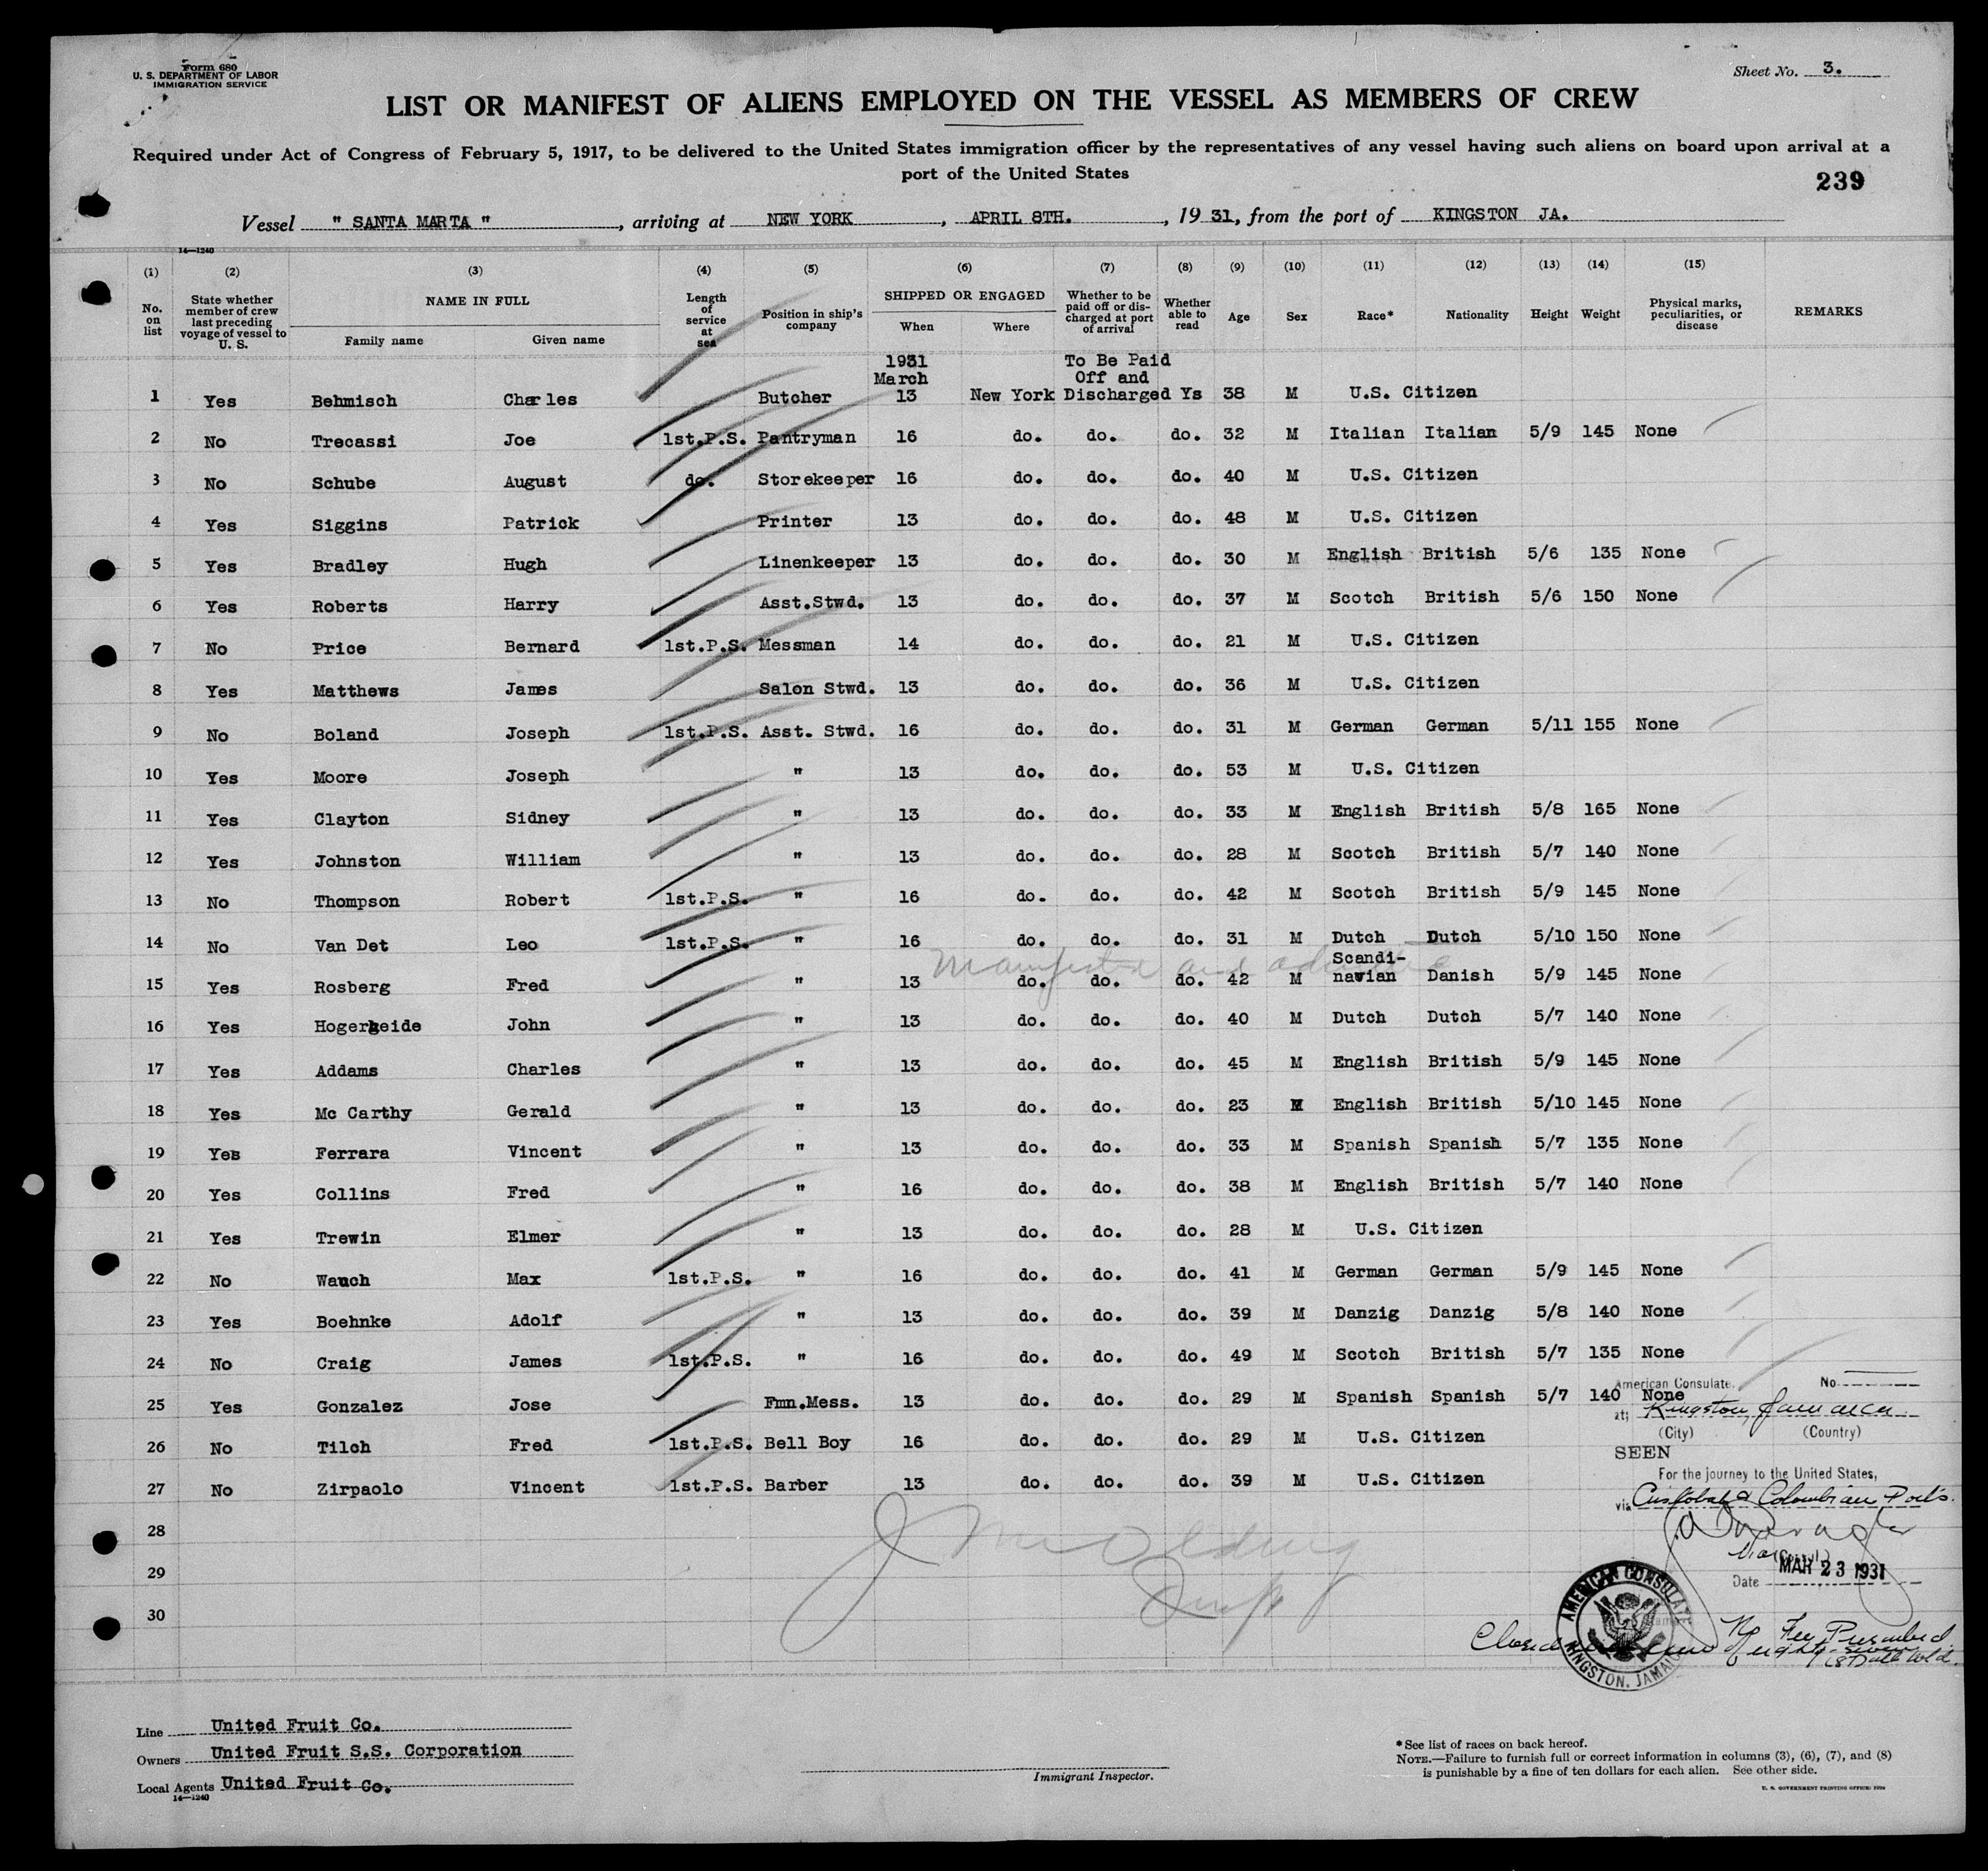 Form 680
U. S. DEPARTMENT OF LABOR
IMMIGRATION SERVICE
Sheet No. 3.
LIST OR MANIFEST OF ALIENS EMPLOYED ON THE VESSEL AS MEMBERS OF CREW
Required under Act of Congress of February 5, 1917, to be delivered to the United States immigration officer by the representatives of any vessel having such aliens on board upon arrival at a
port of the United States
239
Vessel " SANTA MARTA " , arriving at NEW YORK , APRIL 8TH. , 19 31, from the port of KINGSTON JA.
14—1240
(1) (2) (3) (4) (5) (6) (7) (8) (9) (10) (11) (12) (13) (14) (15)
No. on list State whether member of crew last preceding voyage of vessel to U. S. NAME IN FULL Family name Given name Length of service at sea Position in ship's company SHIPPED OR ENGAGED When Where Whether to be paid off or discharged at port of arrival Whether able to read Age Sex Race* Nationality Height Weight Physical marks, peculiarities, or disease REMARKS
1931 To Be Paid
March Off and
1 Yes Behmisch Charles Butcher 13 New York Discharged Ys 38 M U.S. Citizen
2 No Trecassi Joe 1st.P.S. Pantryman 16 do. do. do. 32 M Italian Italian 5/9 145 None
3 No Schube August do. Storekeeper 16 do. do. do. 40 M U.S. Citizen
4 Yes Siggins Patrick Printer 13 do. do. do. 48 M U.S. Citizen
5 Yes Bradley Hugh Linenkeeper 13 do. do. do. 30 M English British 5/6 135 None
6 Yes Roberts Harry Asst.Stwd. 13 do. do. do. 37 M Scotch British 5/6 150 None
7 No Price Bernard 1st.P.S. Messman 14 do. do. do. 21 M U.S. Citizen
8 Yes Matthews James Salon Stwd. 13 do. do. do. 36 M U.S. Citizen
9 No Boland Joseph 1st.P.S. Asst. Stwd. 16 do. do. do. 31 M German German 5/11 155 None
10 Yes Moore Joseph " 13 do. do. do. 53 M U.S. Citizen
11 Yes Clayton Sidney " 13 do. do. do. 33 M English British 5/8 165 None
12 Yes Johnston William " 13 do. do. do. 28 M Scotch British 5/7 140 None
13 No Thompson Robert 1st.P.S. " 16 do. do. do. 42 M Scotch British 5/9 145 None
14 No Van Det Leo 1st.P.S. " 16 do. do. do. 31 M Dutch Dutch 5/10 150 None
Manifested and
Scandi-
15 Yes Rosberg Fred " 13 do. do. do. 42 M navian Danish 5/9 145 None
16 Yes Hogerheide John " 13 do. do. do. 40 M Dutch Dutch 5/7 140 None
17 Yes Addams Charles " 13 do. do. do. 45 M English British 5/9 145 None
18 Yes Mc Carthy Gerald " 13 do. do. do. 23 M English British 5/10 145 None
19 Yes Ferrara Vincent " 13 do. do. do. 33 M Spanish Spanish 5/7 135 None
20 Yes Collins Fred " 16 do. do. do. 38 M English British 5/7 140 None
21 Yes Trewin Elmer " 13 do. do. do. 28 M U.S. Citizen
22 No Wauch Max 1st.P.S. " 16 do. do. do. 41 M German German 5/9 145 None
23 Yes Boehnke Adolf " 13 do. do. do. 39 M Danzig Danzig 5/8 140 None
24 No Craig James 1st.P.S. " 16 do. do. do. 49 M Scotch British 5/7 135 None
25 Yes Gonzalez Jose Fmn.Mess. 13 do. do. do. 29 M Spanish Spanish 5/7 140 None
26 No Tilch Fred 1st.P.S. Bell Boy 16 do. do. do. 29 M U.S. Citizen
27 No Zirpaolo Vincent 1st.P.S. Barber 13 do. do. do. 39 M U.S. Citizen
28
29
30
American Consulate. No
at; Kingston, Jamaica.
(City) (Country)
SEEN
For the journey to the United States,
via Cristobal & Colombian Ports.
(Consul)
Date MAR 23 1931
AMERICAN CONSULATE
KINGSTON, JAMAICA
No Fee Prescribed.
Closed
Line United Fruit Co.
Owners United Fruit S.S. Corporation
Local Agents United Fruit Co.
14—1240
Immigrant Inspector.
*See list of races on back hereof.
NOTE.—Failure to furnish full or correct information in columns (3), (6), (7), and (8)
is punishable by a fine of ten dollars for each alien. See other side.
U. S. GOVERNMENT PRINTING OFFICE: